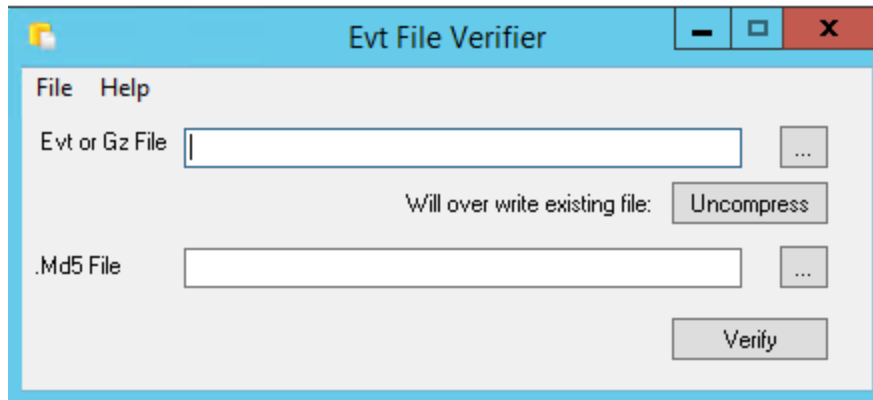 Evt File Verifier
File Help
Evt or Gz File
...
Will over write existing file: Uncompress
.Md5 File
...
Verify